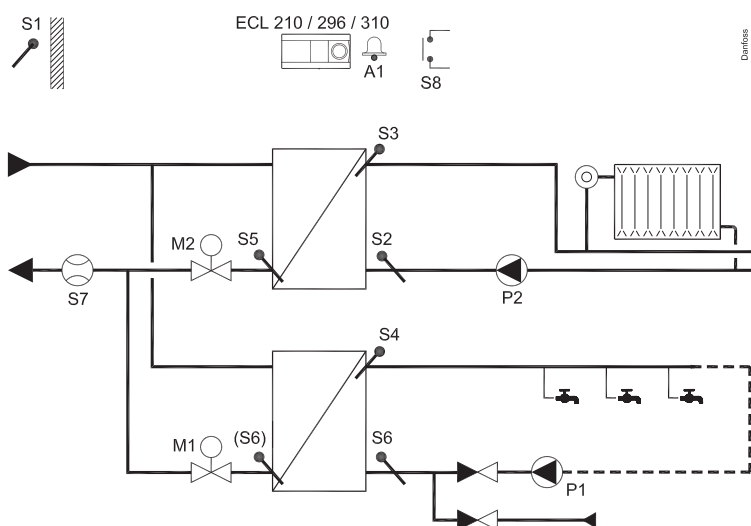 S1
ECL 210 / 296 / 310
A1
S8
Danfoss
S3
M2
S5
S2
S7
P2
S4
M1
(S6)
S6
P1